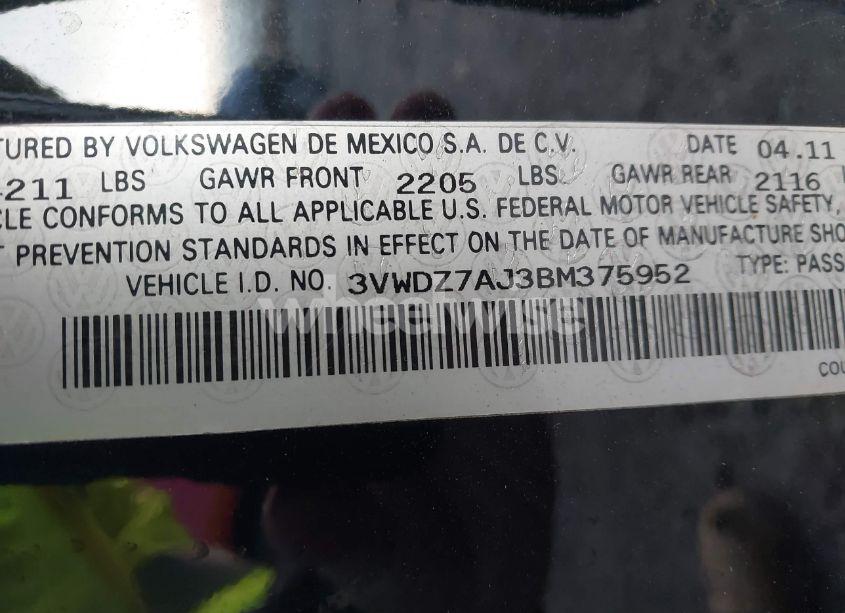 TURED BY VOLKSWAGEN DE MEXICO S.A. DE C.V. DATE 04.11
4211 LBS GAWR FRONT 2205 LBS GAWR REAR 2116
CLE CONFORMS TO ALL APPLICABLE U.S. FEDERAL MOTOR VEHICLE SAFETY,
T PREVENTION STANDARDS IN EFFECT ON THE DATE OF MANUFACTURE SHO
VEHICLE I.D. NO. 3VWDZ7AJ3BM375952 TYPE: PASS
wheelwise
COU